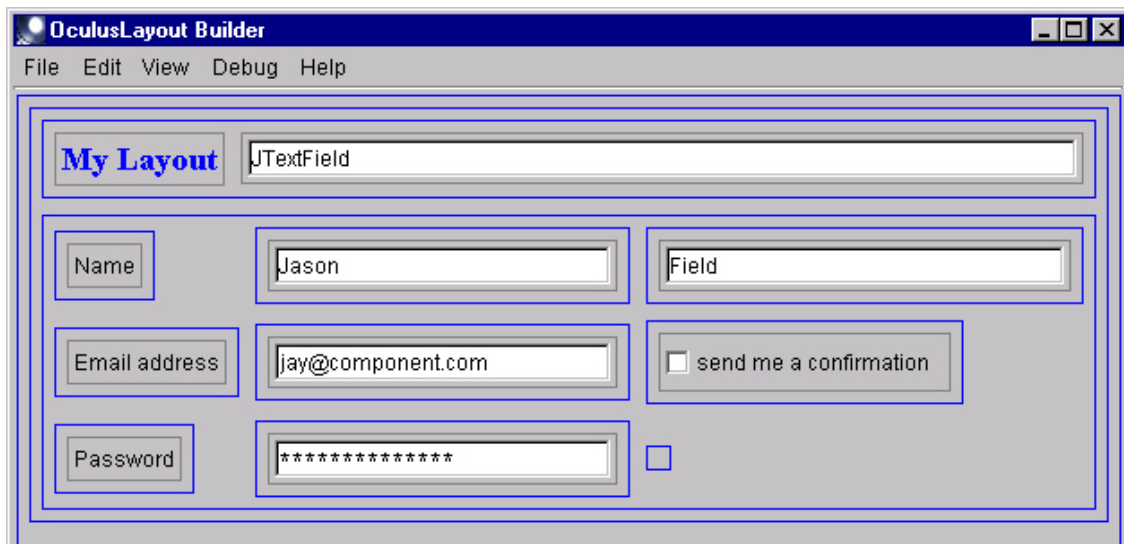 OculusLayout Builder
File Edit View Debug Help
My Layout JTextField
Name Jason Field
Email address jay@component.com send me a confirmation
Password **************